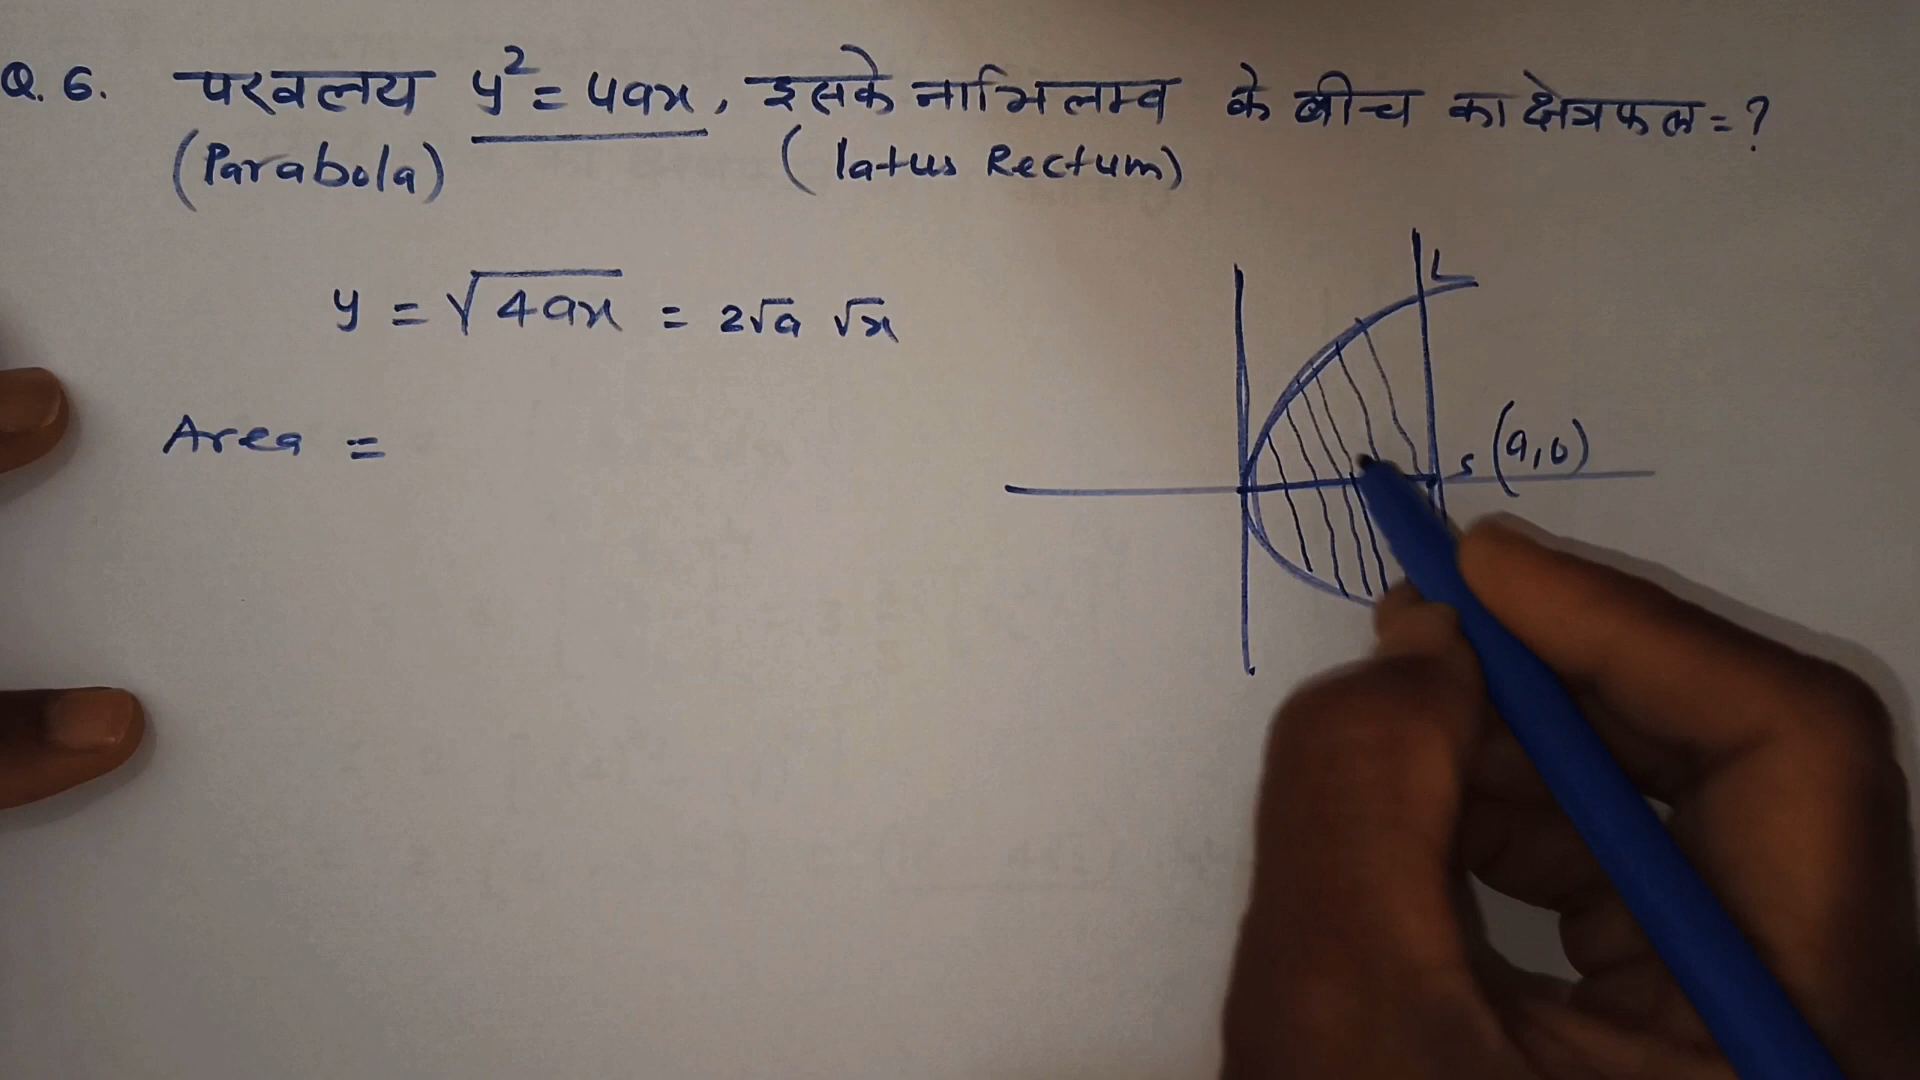 Q. 6. परवलय y² = 4ax, इसके नाभिलम्ब के बीच का क्षेत्रफल = ?
(Parabola) (latus Rectum)
y = √4ax = 2√a √x
L
Area =
S (a,0)